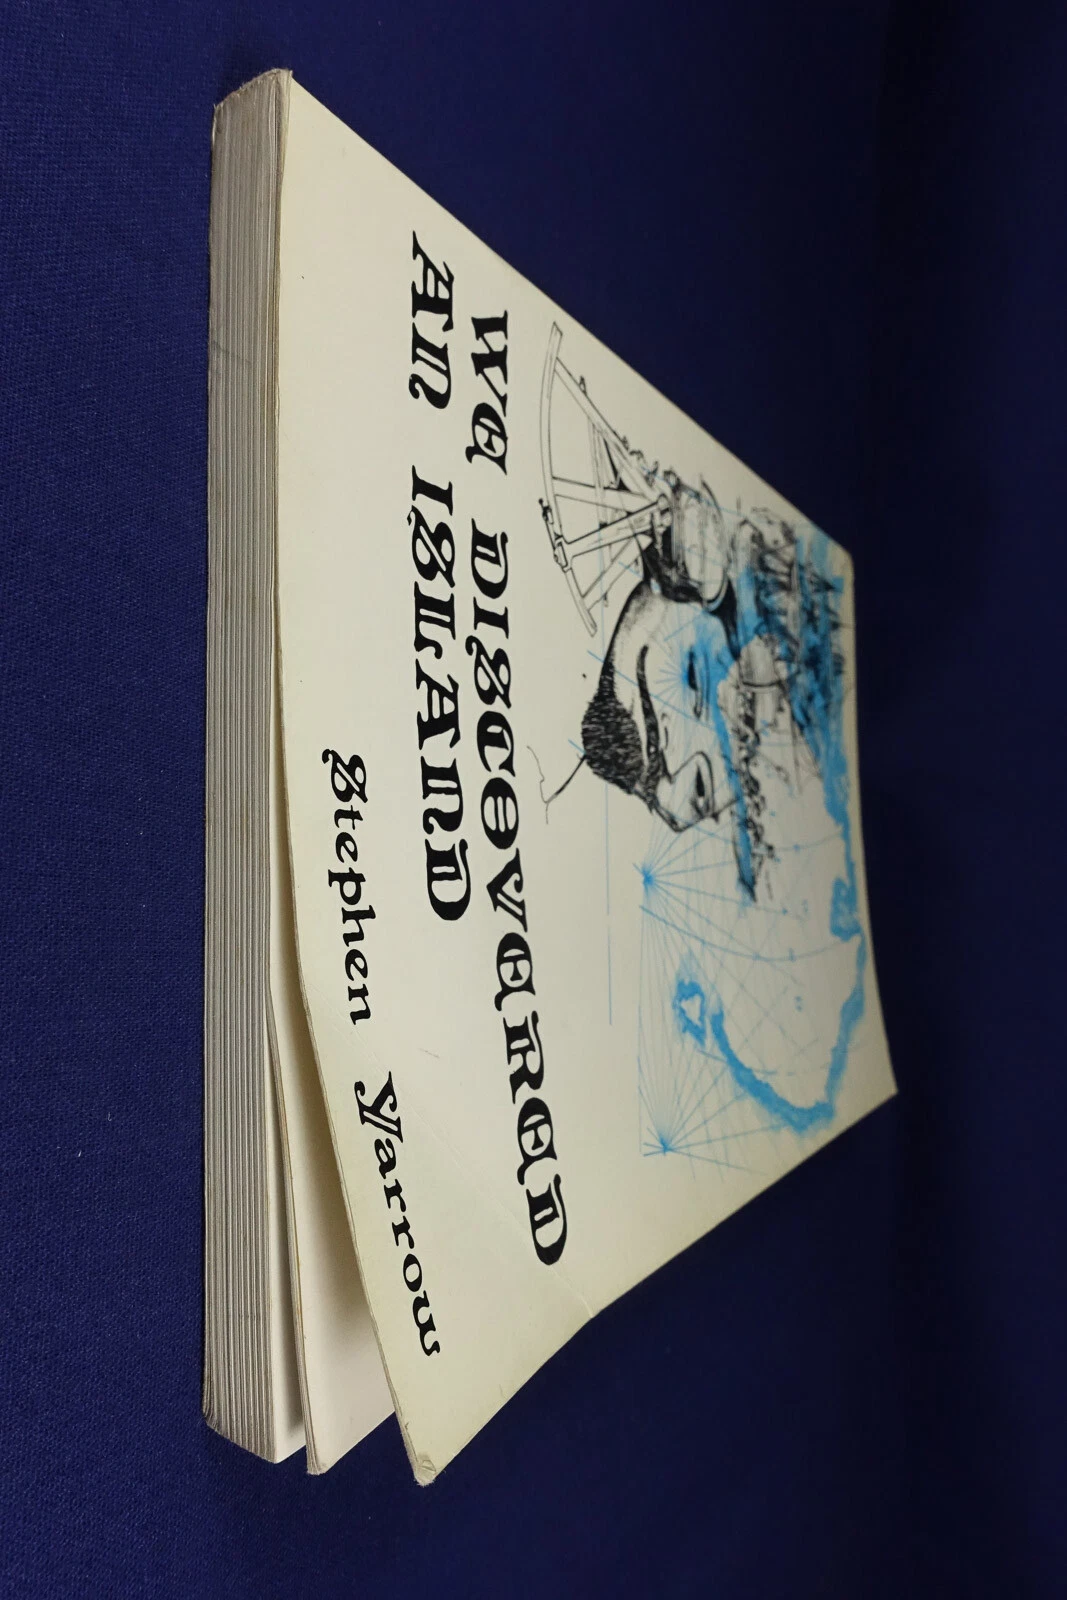 WE DISCOVERED
AN ISLAND
Stephen Yarrow